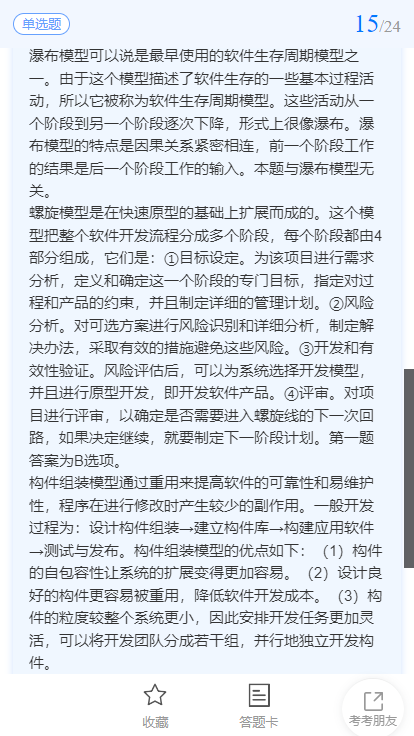 单选题
15/24
瀑布模型可以说是最早使用的软件生存周期模型之
一。由于这个模型描述了软件生存的一些基本过程活
动，所以它被称为软件生存周期模型。这些活动从一
个阶段到另一个阶段逐次下降，形式上很像瀑布。瀑
布模型的特点是因果关系紧密相连，前一个阶段工作
的结果是后一个阶段工作的输入。本题与瀑布模型无
关。
螺旋模型是在快速原型的基础上扩展而成的。这个模
型把整个软件开发流程分成多个阶段，每个阶段都由4
部分组成，它们是：①目标设定。为该项目进行需求
分析，定义和确定这一个阶段的专门目标，指定对过
程和产品的约束，并且制定详细的管理计划。②风险
分析。对可选方案进行风险识别和详细分析，制定解
决办法，采取有效的措施避免这些风险。③开发和有
效性验证。风险评估后，可以为系统选择开发模型，
并且进行原型开发，即开发软件产品。④评审。对项
目进行评审，以确定是否需要进入螺旋线的下一次回
路，如果决定继续，就要制定下一阶段计划。第一题
答案为B选项。
构件组装模型通过重用来提高软件的可靠性和易维护
性，程序在进行修改时产生较少的副作用。一般开发
过程为：设计构件组装→建立构件库→构建应用软件
→测试与发布。构件组装模型的优点如下：（1）构件
的自包容性让系统的扩展变得更加容易。（2）设计良
好的构件更容易被重用，降低软件开发成本。（3）构
件的粒度较整个系统更小，因此安排开发任务更加灵
活，可以将开发团队分成若干组，并行地独立开发构
件。
收藏
答题卡
考考朋友